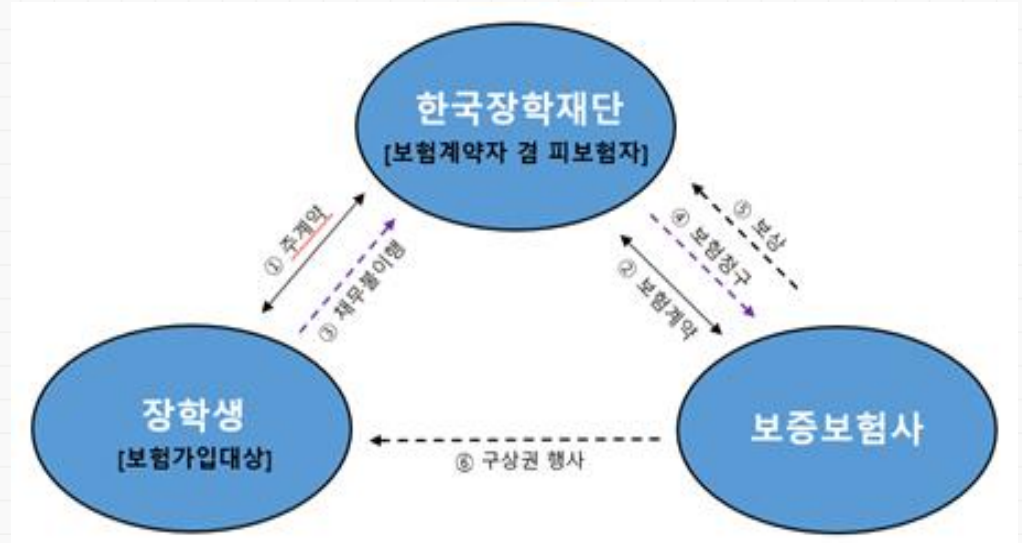 한국장학재단
[보험계약자 겸 피보험자]
① 주계약
③ 채무불이행
⑤ 보상
④ 보험청구
② 보험계약
장학생
[보험가입대상]
보증보험사
⑥ 구상권 행사